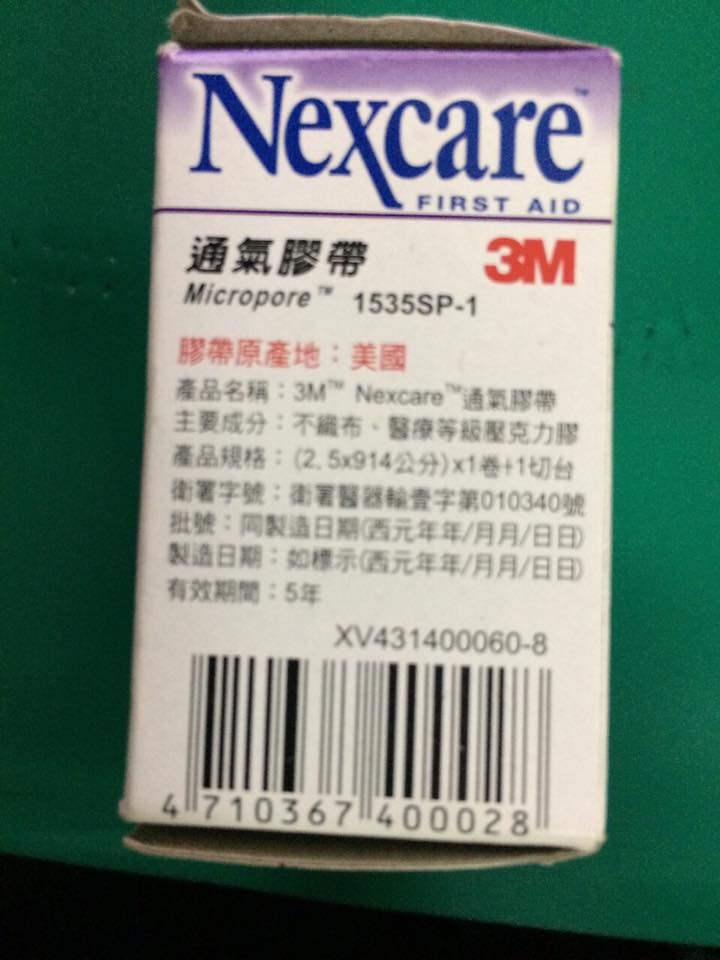 Nexcare™
FIRST AID
通氣膠帶 3M
Micropore™ 1535SP-1
膠帶原產地：美國
產品名稱：3M™ Nexcare™通氣膠帶
主要成分：不織布、醫療等級壓克力膠
產品規格：(2.5x914公分)x1卷+1切台
衛署字號：衛署醫器輸壹字第010340號
批號：同製造日期(西元年年/月月/日日)
製造日期：如標示(西元年年/月月/日日)
有效期間：5年
XV431400060-8
4 710367 400028